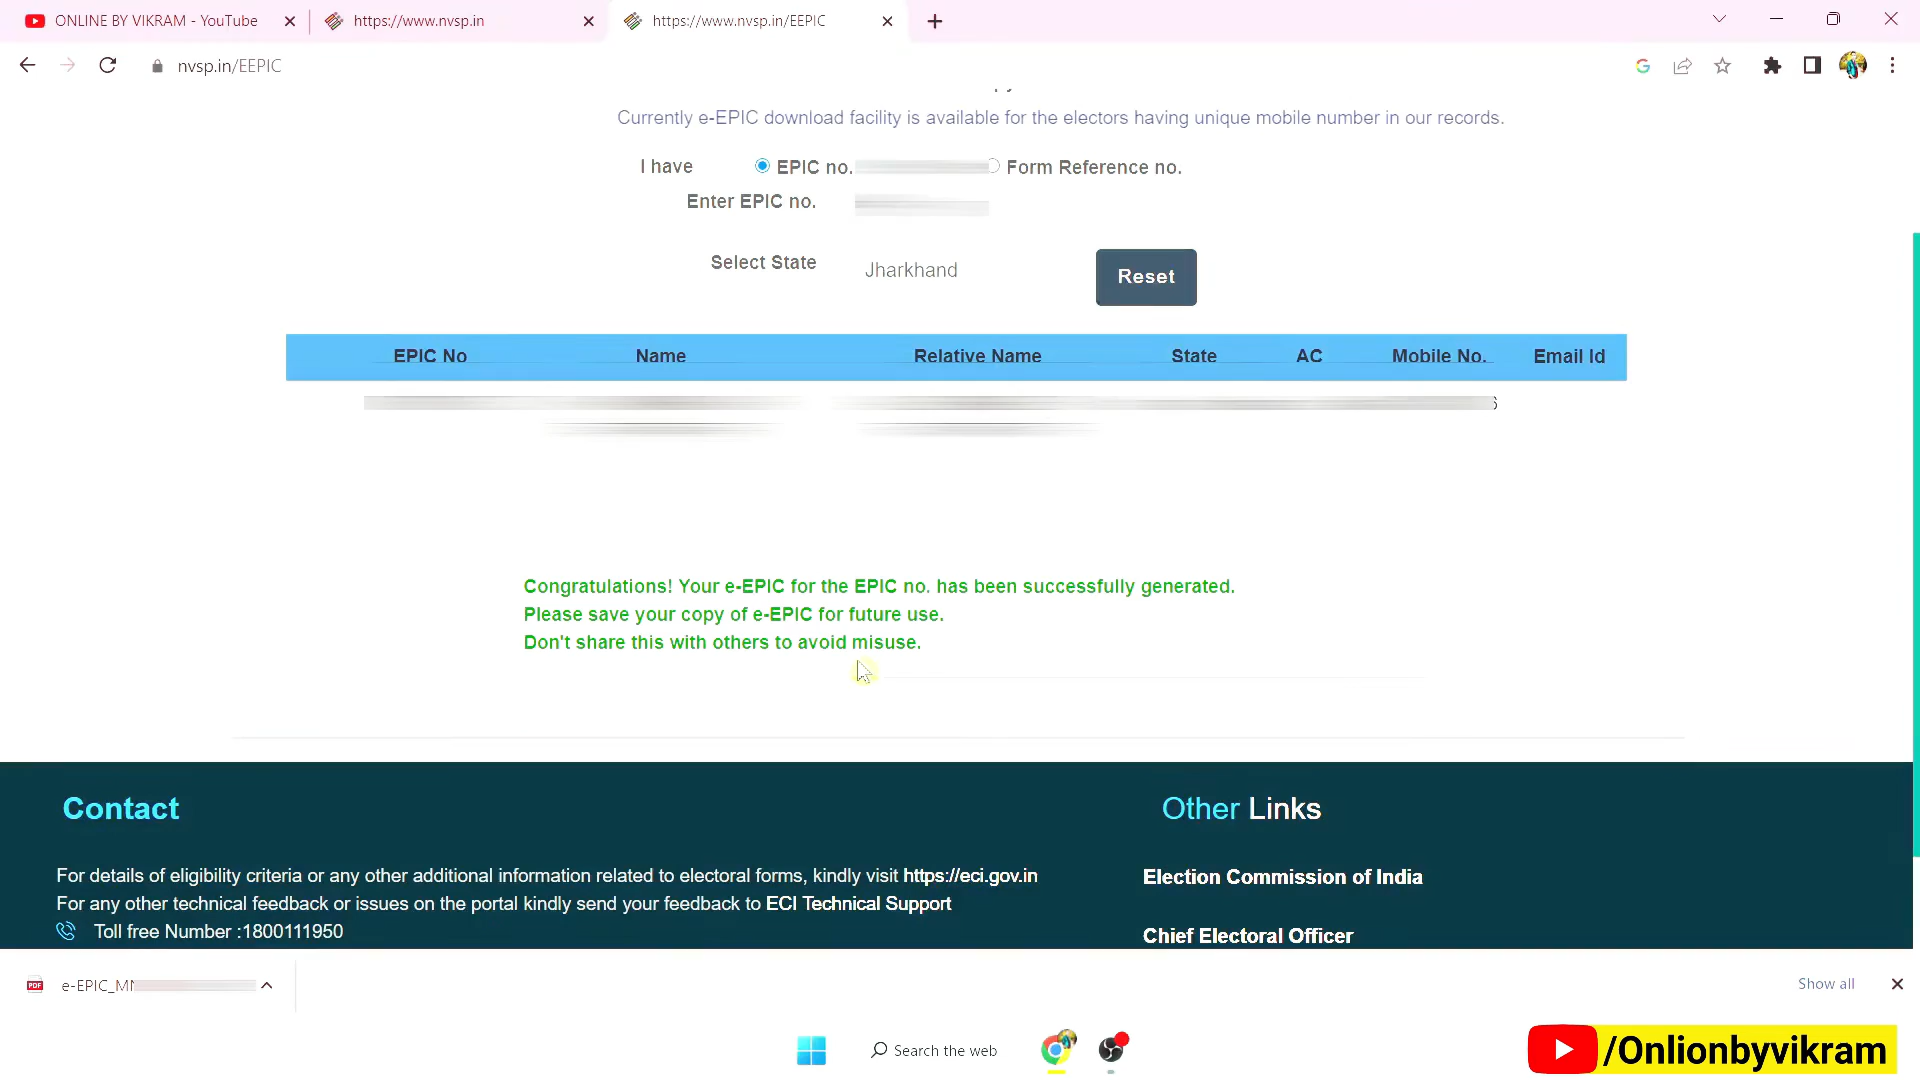 ONLINE BY VIKRAM - YouTube
https://www.nvsp.in
https://www.nvsp.in/EEPIC
nvsp.in/EEPIC
Currently e-EPIC download facility is available for the electors having unique mobile number in our records.
I have EPIC no. Form Reference no.
Enter EPIC no.
Select State Jharkhand Reset
EPIC No Name Relative Name State AC Mobile No. Email Id
Congratulations! Your e-EPIC for the EPIC no. has been successfully generated.
Please save your copy of e-EPIC for future use.
Don't share this with others to avoid misuse.
Contact
For details of eligibility criteria or any other additional information related to electoral forms, kindly visit https://eci.gov.in
For any other technical feedback or issues on the portal kindly send your feedback to ECI Technical Support
Toll free Number :1800111950
Other Links
Election Commission of India
Chief Electoral Officer
PDF
Show all
Search the web
/Onlionbyvikram